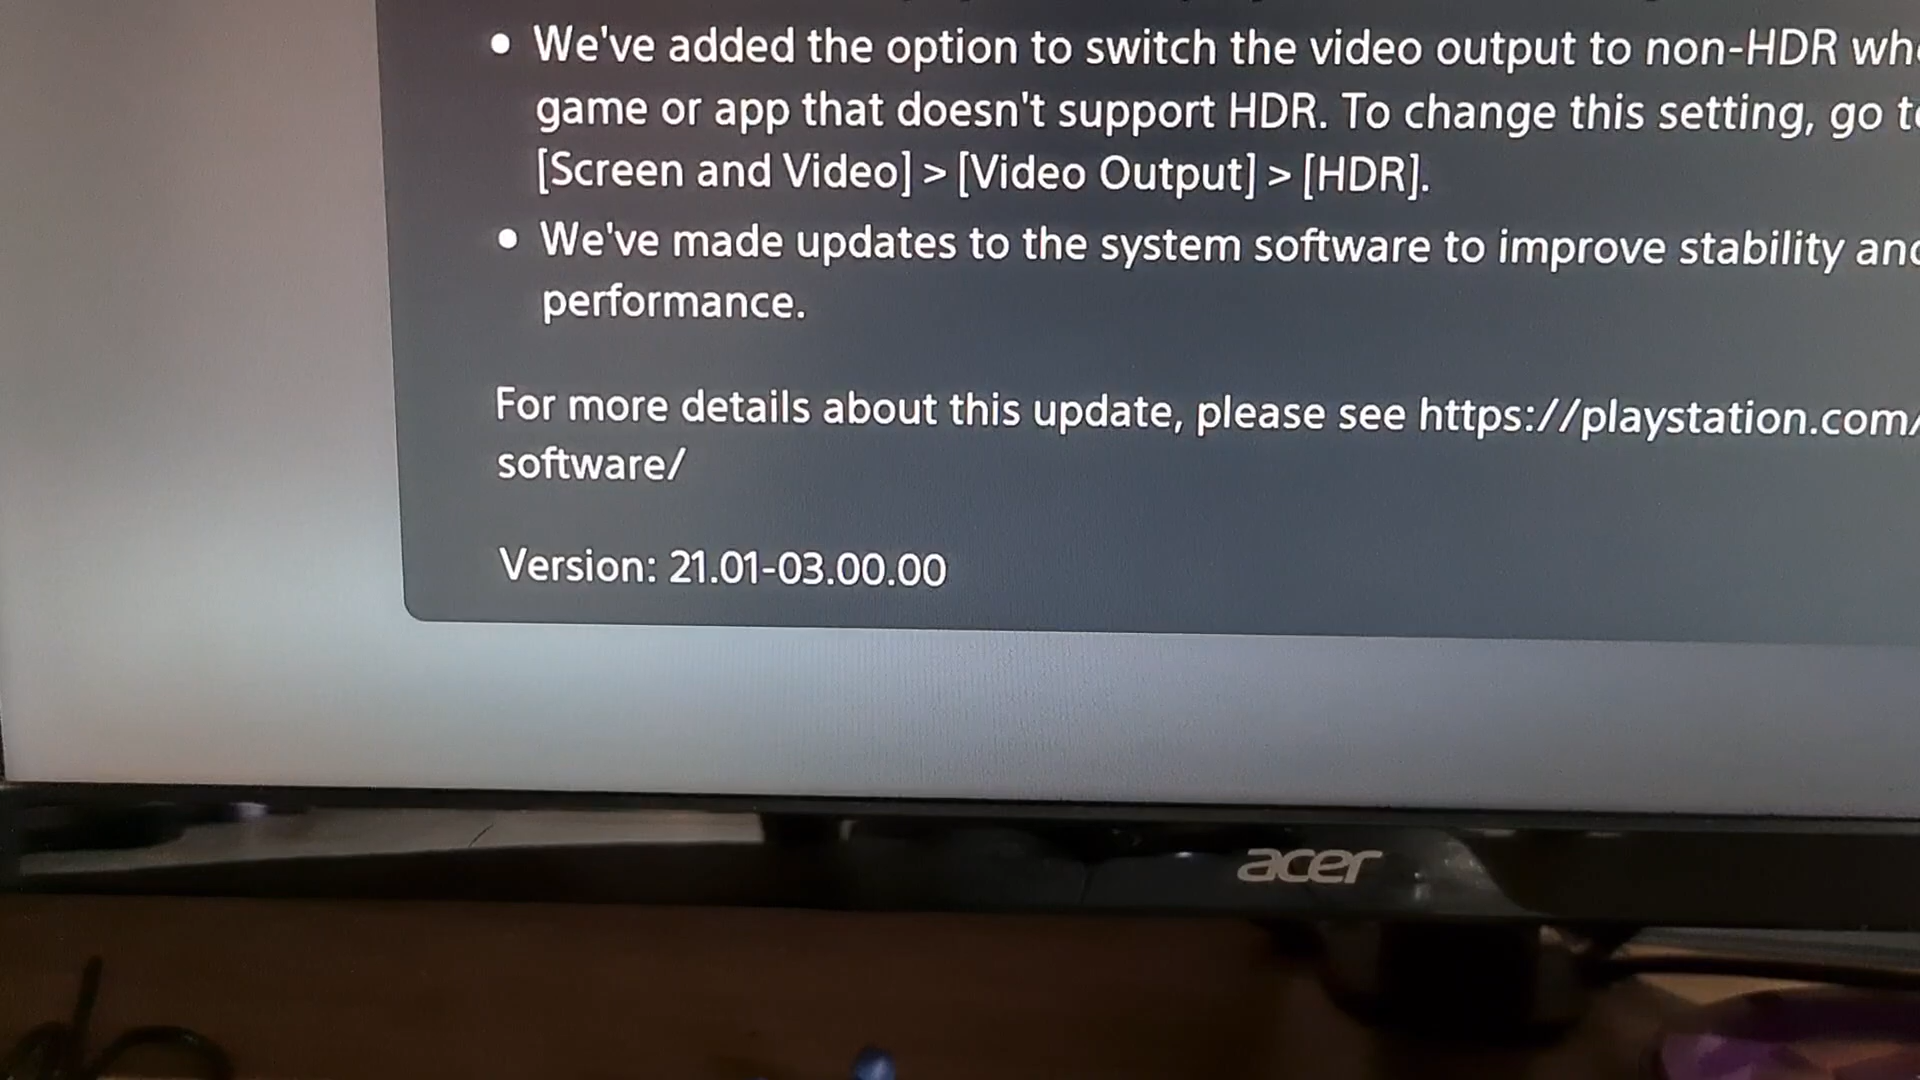 • We've added the option to switch the video output to non-HDR
game or app that doesn't support HDR. To change this setting, go
[Screen and Video] > [Video Output] > [HDR].
• We've made updates to the system software to improve stability
performance.
For more details about this update, please see https://playstation.com/
software/
Version: 21.01-03.00.00
acer